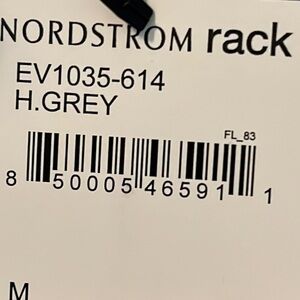 NORDSTROM rack
EV1035-614
H.GREY
FL_83
8 50005 46591 1
M